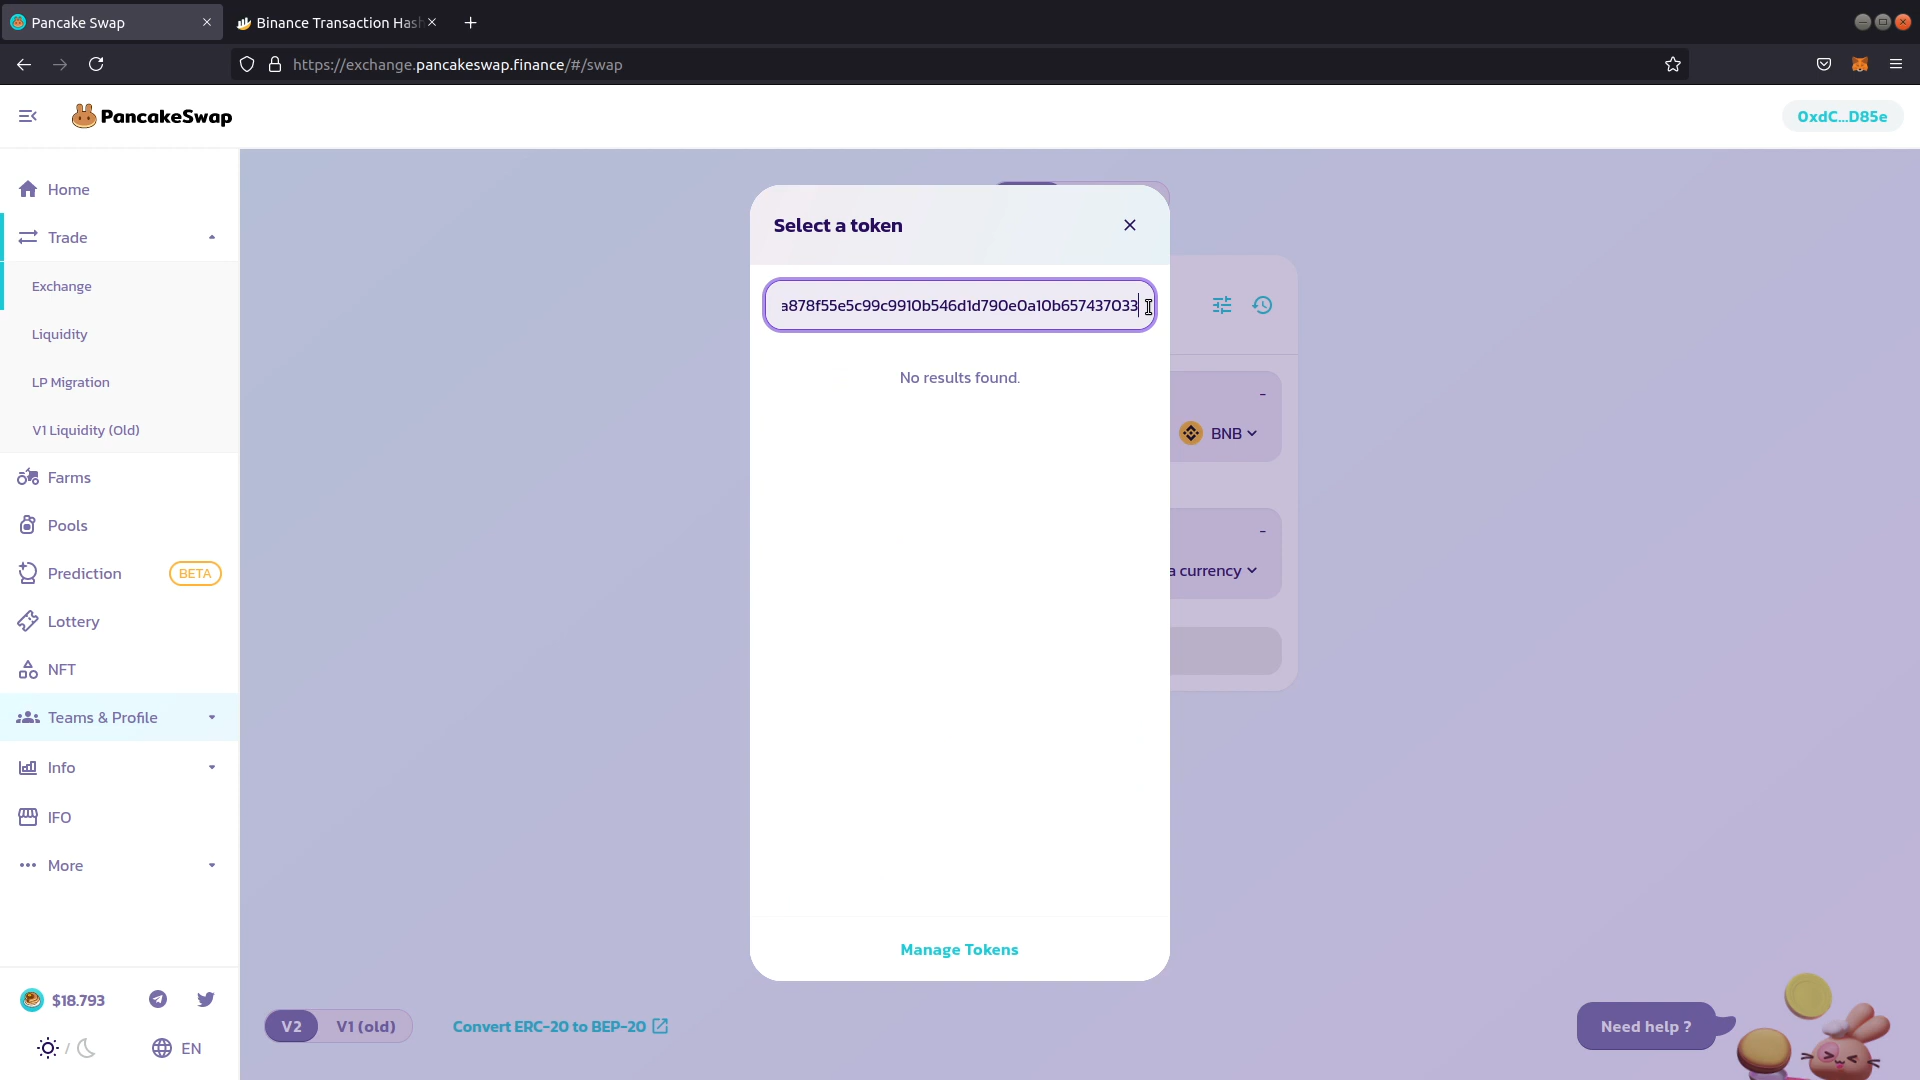 Pancake Swap
Binance Transaction Hash
https://exchange.pancakeswap.finance/#/swap
PancakeSwap
0xdC...D85e
Home
Trade
Exchange
Liquidity
LP Migration
V1 Liquidity (Old)
Farms
Pools
Prediction
BETA
Lottery
NFT
Teams & Profile
Info
IFO
More
$18.793
/
EN
Select a token
a878f55e5c99c9910b546d1d790e0a10b657437033
No results found.
Manage Tokens
-
BNB
-
a currency
V2
V1 (old)
Convert ERC-20 to BEP-20
Need help ?